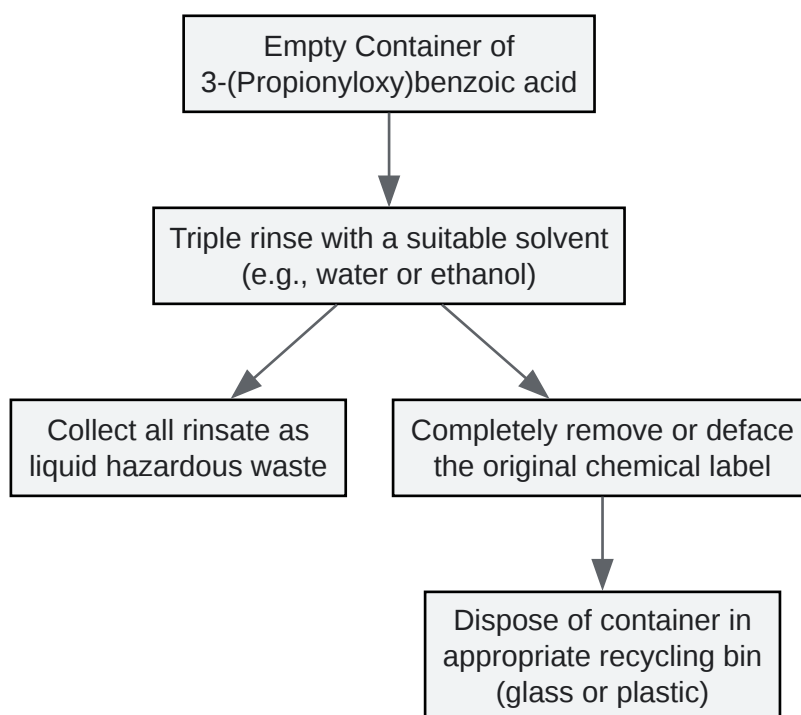 Empty Container of
3-(Propionyloxy)benzoic acid
Triple rinse with a suitable solvent
(e.g., water or ethanol)
Collect all rinsate as
liquid hazardous waste
Completely remove or deface
the original chemical label
Dispose of container in
appropriate recycling bin
(glass or plastic)